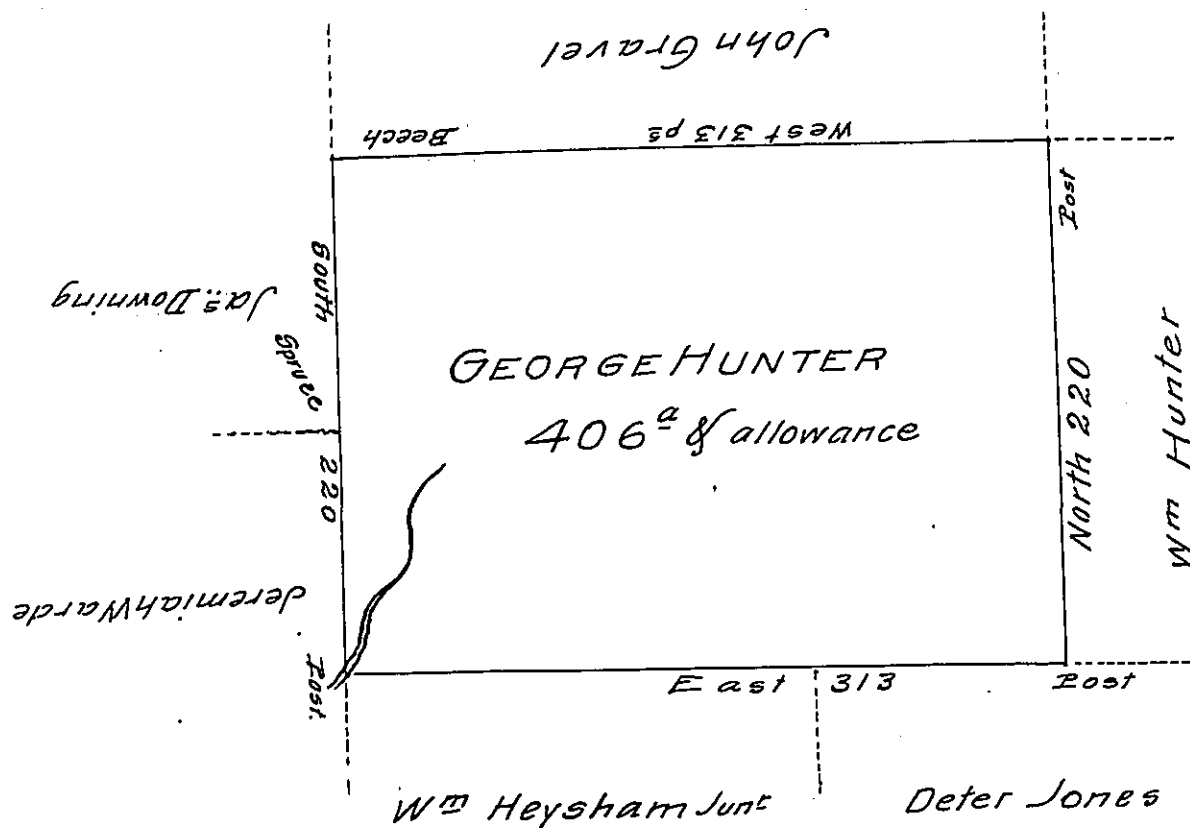 John Gravel
West 313 ps
Beech
Post
South
Jas. Downing
Spruce
GEORGE HUNTER
406a & allowance
220
North 220
Wm Hunter
Jeremiah Warde
Post.
East 313
Post
Wm Heysham Junr
Deter Jones